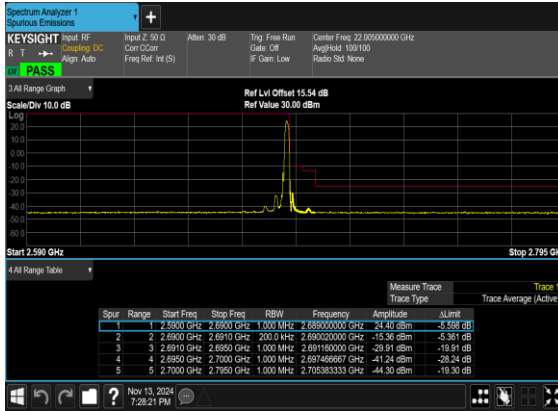 Spectrum Analyzer 1
Spurious Emissions
KEYSIGHT Input: RF Input Z: 50 Ω Atten: 30 dB Trig: Free Run Center Freq: 22.005000000 GHz
R T Coupling: DC Corr CCorr Gate: Off Avg|Hold: 100/100
Align: Auto Freq Ref: Int (S) IF Gain: Low Radio Std: None
PASS
3 All Range Graph
Ref Lvl Offset 15.54 dB
Scale/Div 10.0 dB Ref Value 30.00 dBm
Log
20.0
10.0
0.00
-10.0
-20.0
-30.0
-40.0
-50.0
-60.0
Start 2.590 GHz Stop 2.795 G
4 All Range Table
Measure Trace Trace 1
Trace Type Trace Average (Active
Spur Range Start Freq Stop Freq RBW Frequency Amplitude ΔLimit
1 1 2.5900 GHz 2.6900 GHz 1.000 MHz 2.689000000 GHz 24.40 dBm -5.598 dB
2 2 2.6900 GHz 2.6910 GHz 200.0 kHz 2.690020000 GHz -15.36 dBm -5.361 dB
3 3 2.6910 GHz 2.6950 GHz 1.000 MHz 2.691160000 GHz -29.91 dBm -19.91 dB
4 4 2.6950 GHz 2.7000 GHz 1.000 MHz 2.697466667 GHz -41.24 dBm -28.24 dB
5 5 2.7000 GHz 2.7950 GHz 1.000 MHz 2.705383333 GHz -44.30 dBm -19.30 dB
Nov 13, 2024
7:28:21 PM